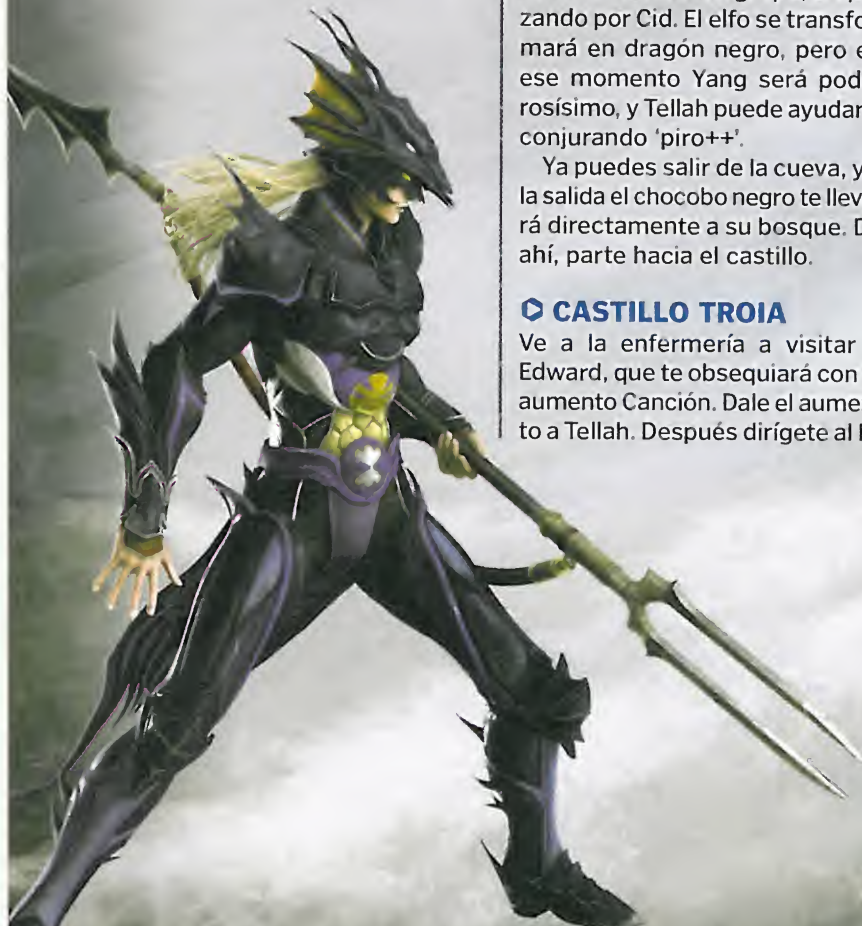 zando por Cid. El elfo se transfo
mará en dragón negro, pero e
ese momento Yang será pod
rosísimo, y Tellah puede ayudar
conjurando 'piro++'.
Ya puedes salir de la cueva, y
la salida el chocobo negro te llev
rá directamente a su bosque. D
ahí, parte hacia el castillo.
CASTILLO TROIA
Ve a la enfermería a visitar
Edward, que te obsequiará con
aumento Canción. Dale el aume
to a Tellah. Después dirígete al